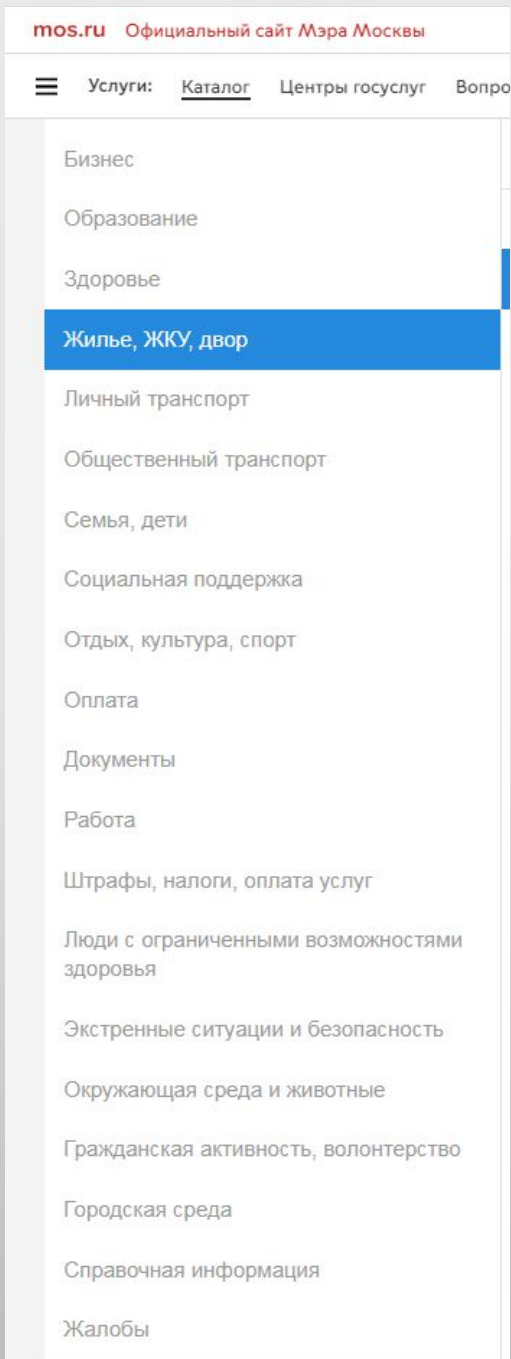 mos.ru Официальный сайт Мэра Москвы
Услуги: Каталог Центры госуслуг Вопро
Бизнес
Образование
Здоровье
Жилье, ЖКУ, двор
Личный транспорт
Общественный транспорт
Семья, дети
Социальная поддержка
Отдых, культура, спорт
Оплата
Документы
Работа
Штрафы, налоги, оплата услуг
Люди с ограниченными возможностями
здоровья
Экстренные ситуации и безопасность
Окружающая среда и животные
Гражданская активность, волонтерство
Городская среда
Справочная информация
Жалобы